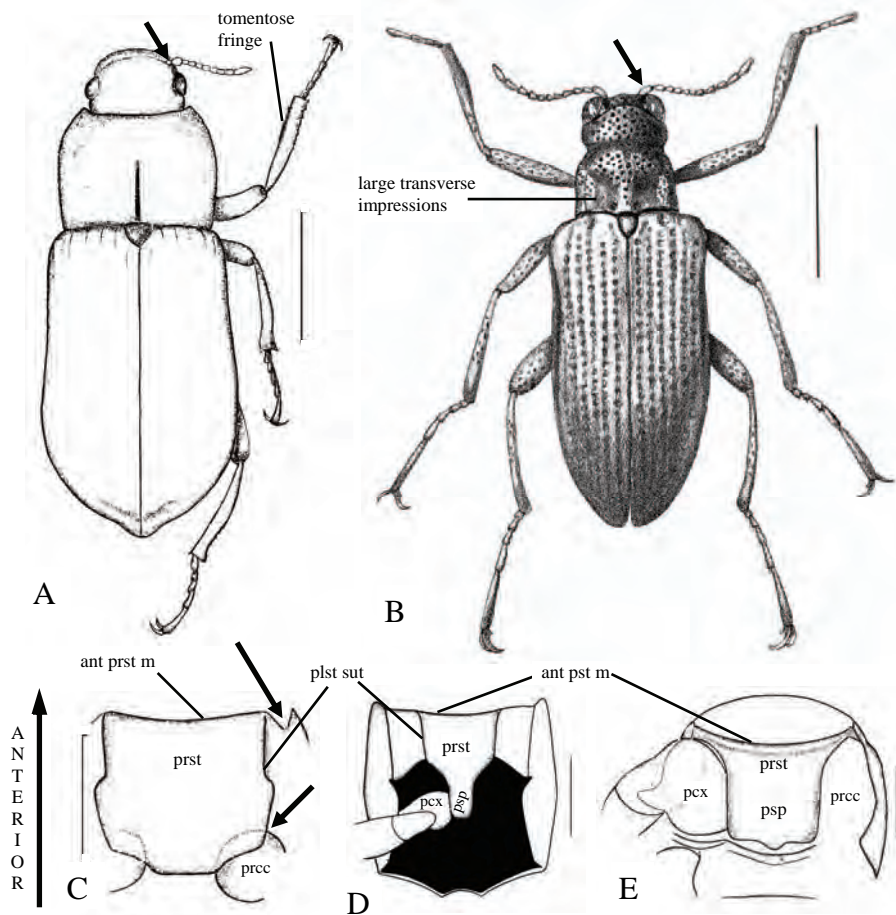 tomentose
fringe
large transverse
impressions
A
B
ant prst m
plst sut
ant pst m
ANTERIOR
prst
prcc
C
prst
pcx
psp
D
pcx
prst
psp
prcc
E